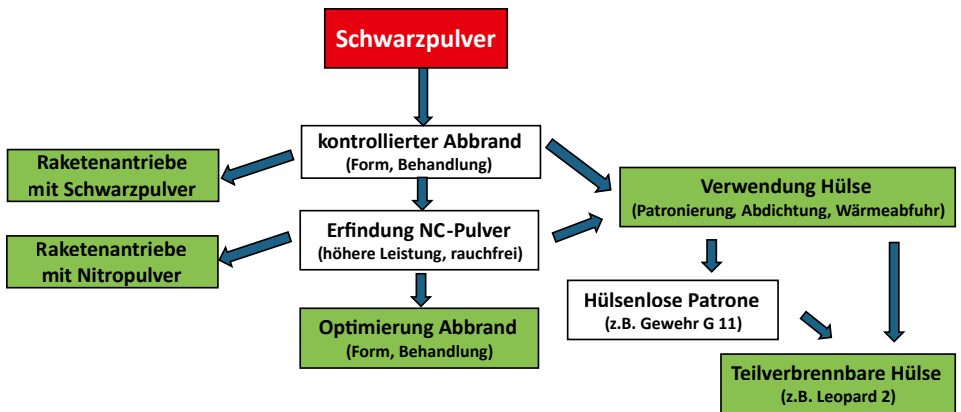 Schwarzpulver
kontrollierter Abbrand
(Form, Behandlung)
Raketenantriebe
mit Schwarzpulver
Verwendung Hülse
(Patronierung, Abdichtung, Wärmeabfuhr)
Erfindung NC-Pulver
(höhere Leistung, rauchfrei)
Raketenantriebe
mit Nitropulver
Hülsenlose Patrone
(z.B. Gewehr G 11)
Optimierung Abbrand
(Form, Behandlung)
Teilverbrennbare Hülse
(z.B. Leopard 2)